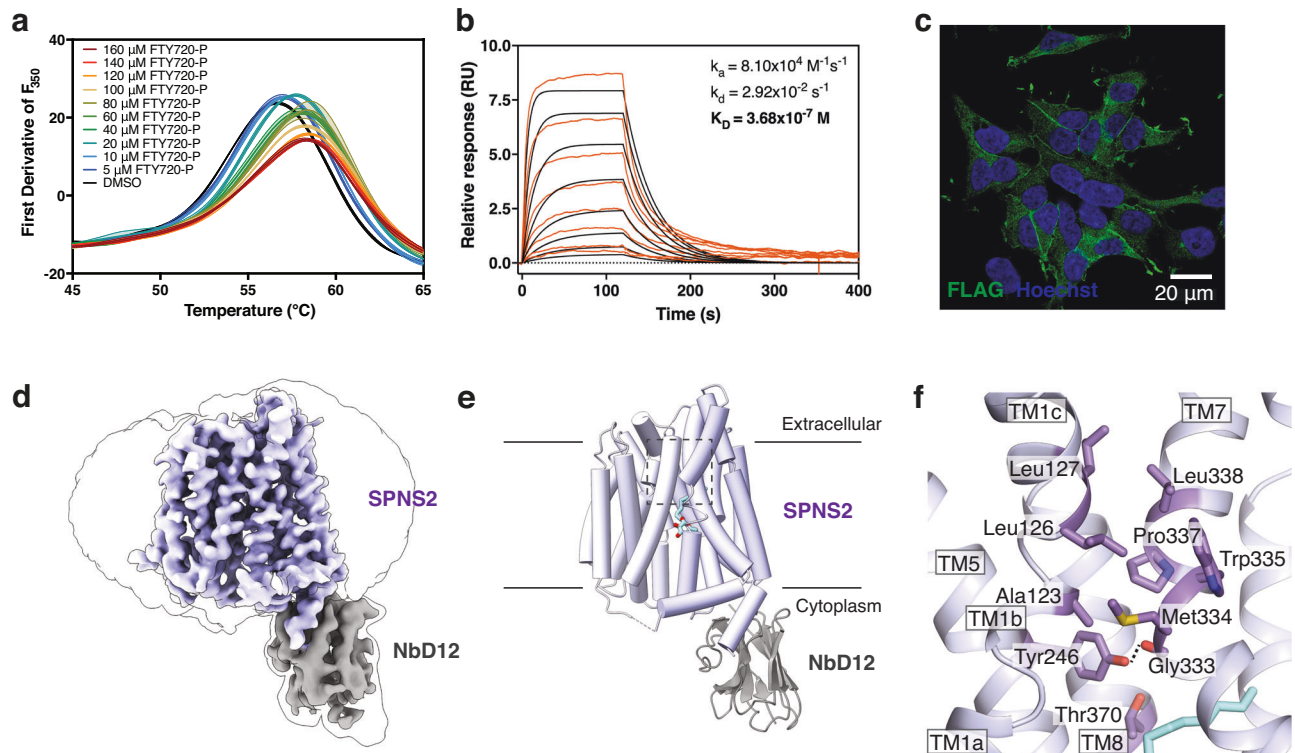 a
First Derivative of F350
40
20
0
-20
45
50
55
60
65
Temperature (°C)
160 µM FTY720-P
140 µM FTY720-P
120 µM FTY720-P
100 µM FTY720-P
80 µM FTY720-P
60 µM FTY720-P
40 µM FTY720-P
20 µM FTY720-P
10 µM FTY720-P
5 µM FTY720-P
DMSO
b
Relative response (RU)
10.0
7.5
5.0
2.5
0.0
0
100
200
300
400
Time (s)
ka = 8.10x10⁴ M⁻¹s⁻¹
kd = 2.92x10⁻² s⁻¹
KD = 3.68x10⁻⁷ M
c
FLAG Hoechst
20 µm
d
SPNS2
NbD12
e
Extracellular
SPNS2
Cytoplasm
NbD12
f
TM1c
TM7
Leu127
Leu338
Leu126
Pro337
Trp335
TM5
Ala123
Met334
TM1b
Tyr246
Gly333
Thr370
TM1a
TM8